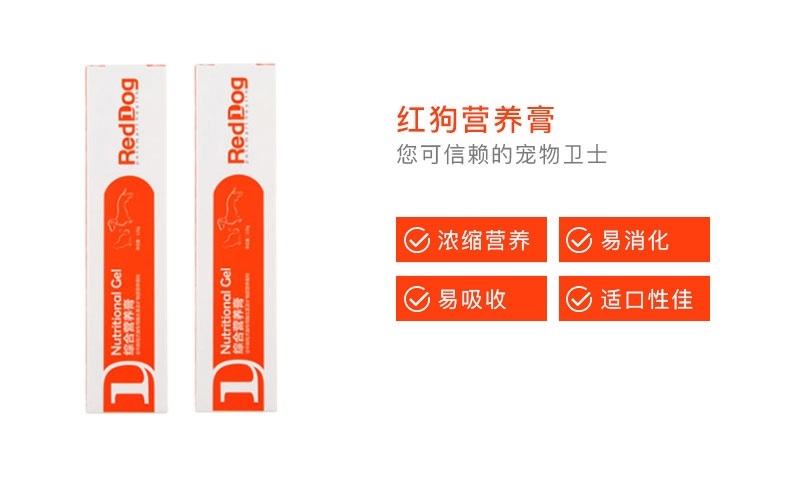 RedDog
Nutritional Gel
综合营养膏
RedDog
Nutritional Gel
综合营养膏
红狗营养膏
您可信赖的宠物卫士
浓缩营养
易消化
易吸收
适口性佳